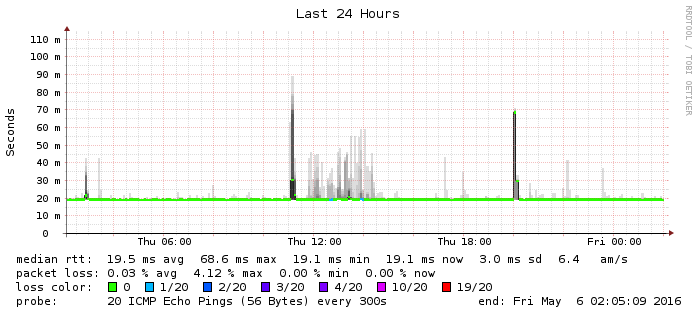 Last 24 Hours
RRDTOOL / TOBI OETIKER
Seconds
110 m
100 m
90 m
80 m
70 m
60 m
50 m
40 m
30 m
20 m
10 m
0
Thu 06:00 Thu 12:00 Thu 18:00 Fri 00:00
median rtt: 19.5 ms avg 68.6 ms max 19.1 ms min 19.1 ms now 3.0 ms sd 6.4 am/s
packet loss: 0.03 % avg 4.12 % max 0.00 % min 0.00 % now
loss color: 0 1/20 2/20 3/20 4/20 10/20 19/20
probe: 20 ICMP Echo Pings (56 Bytes) every 300s end: Fri May 6 02:05:09 2016